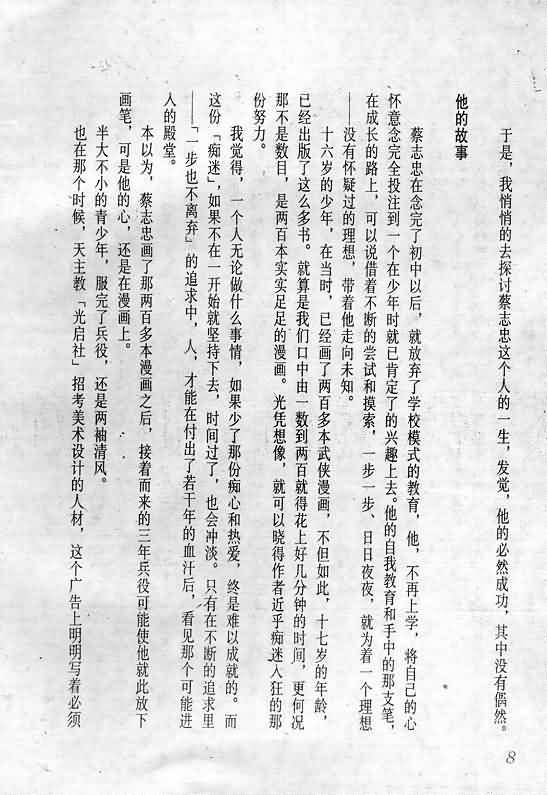 于是，我悄悄的去探讨蔡志忠这个人的一生，发觉，他的必然成功，其中没有偶然。
他的故事
蔡志忠在念完了初中以后，就放弃了学校模式的教育，他，不再上学，将自己的心
怀意念完全投注到一个在少年时就已肯定了的兴趣上去。他的自我教育和手中的那支笔，
在成长的路上，可以说借着不断的尝试和摸索，一步一步、日日夜夜，就为着一个理想
——没有怀疑过的理想，带着他走向未知。
十六岁的少年，在当时，已经画了两百多本武侠漫画，不但如此，十七岁的年龄，
已经出版了这么多书。就算是我们口中由一数到两百就得花上好几分钟的时间，更何况
那不是数目，是两百本实实足足的漫画。光凭想像，就可以晓得作者近乎痴迷入狂的那
份努力。
我觉得，一个人无论做什么事情，如果少了那份痴心和热爱，终是难以成就的。而
这份「痴迷」，如果不在一开始就坚持下去，时间过了，也会冲淡。只有在不断的追求里
——「一步也不离弃」的追求中，人，才能在付出了若干年的血汗后，看见那个可能进
人的殿堂。
本以为，蔡志忠画了那两百多本漫画之后，接着而来的三年兵役可能使他就此放下
画笔，可是他的心，还是在漫画上。
半大不小的青少年，服完了兵役，还是两袖清风。
也在那个时候，天主教「光启社」招考美术设计的人材，这个广告上明明写着必须
8